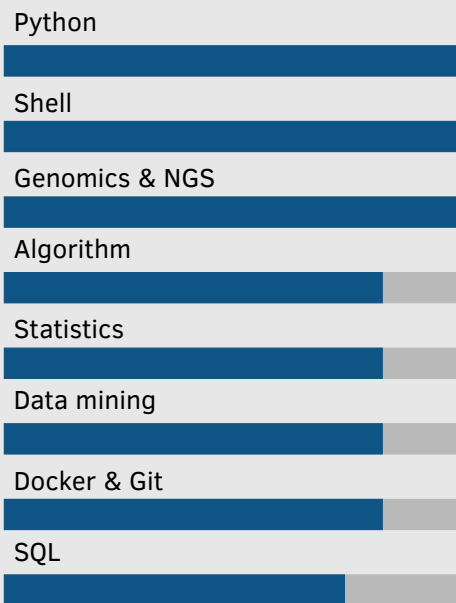 Python
Shell
Genomics & NGS
Algorithm
Statistics
Data mining
Docker & Git
SQL